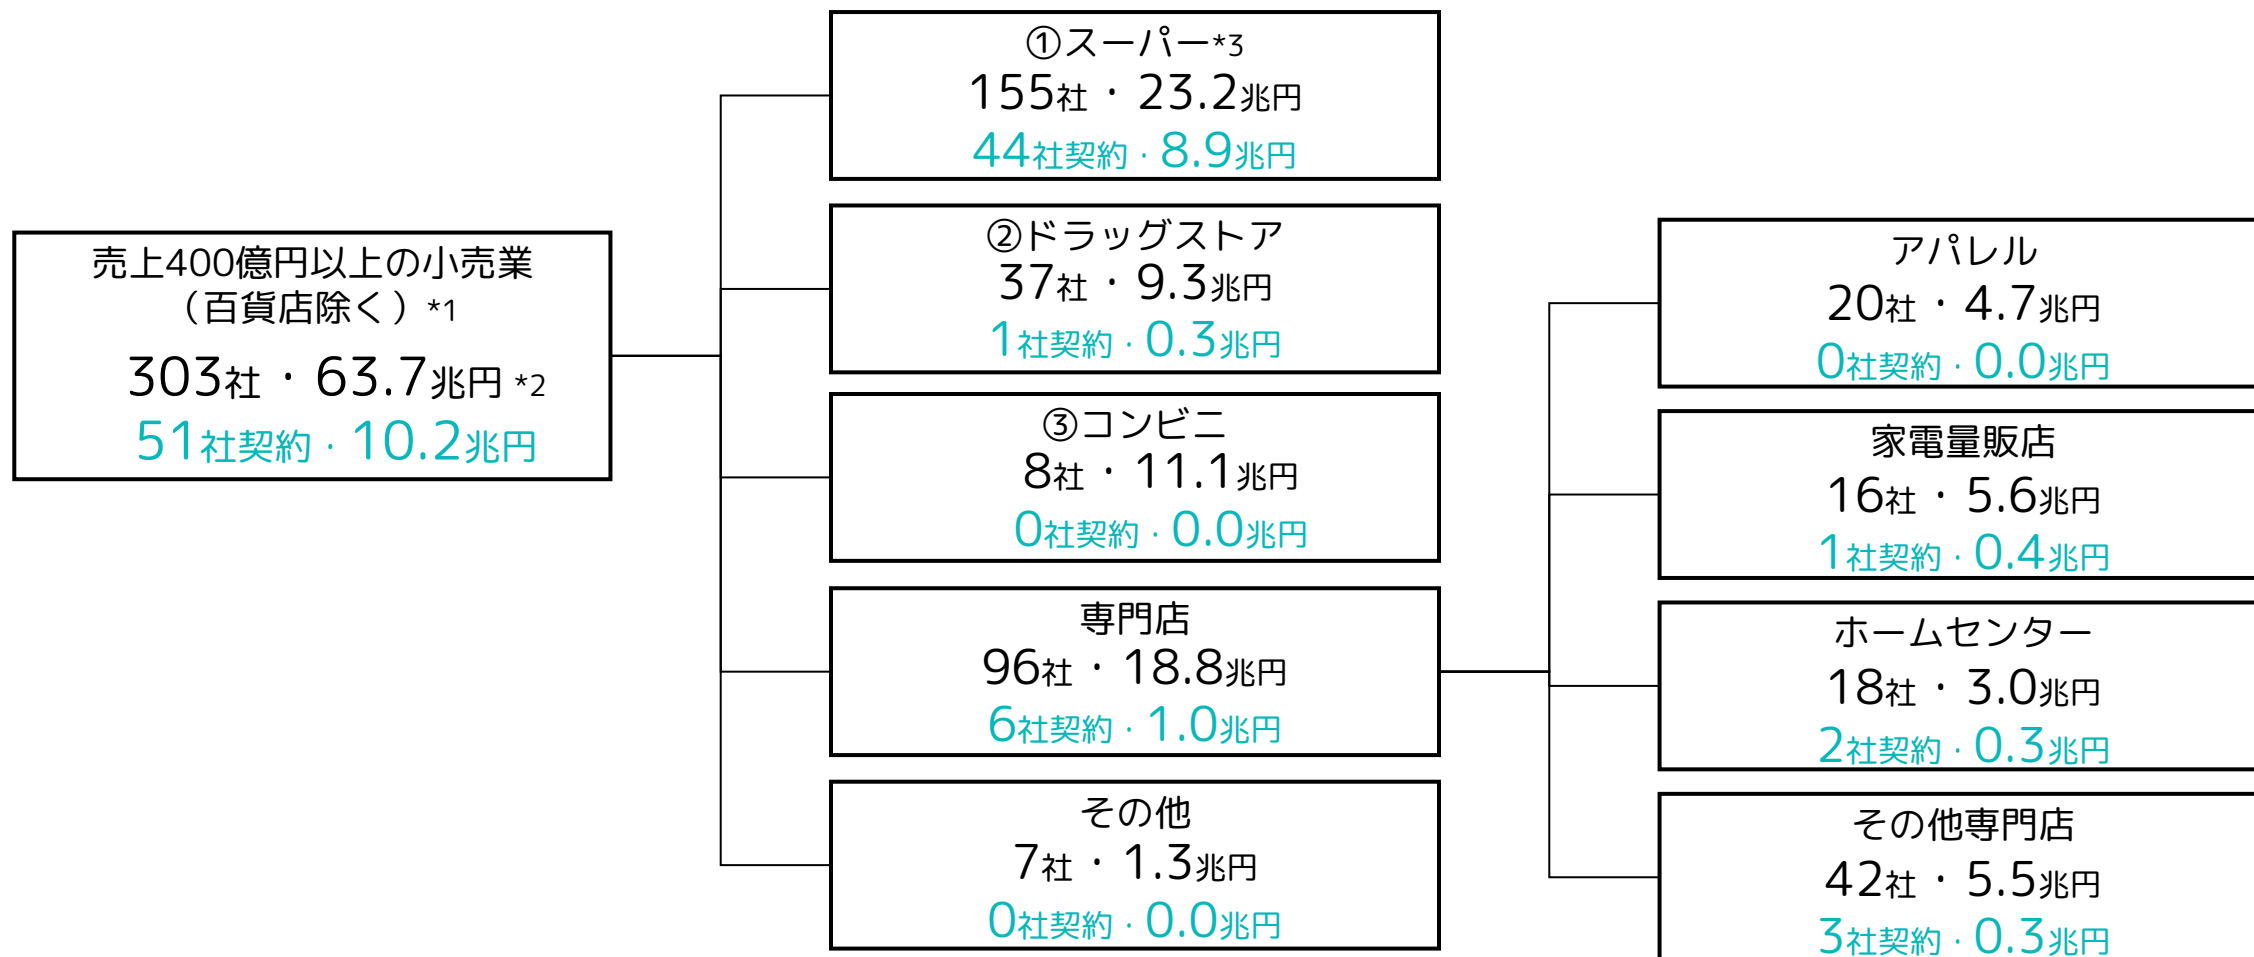 売上400億円以上の小売業
（百貨店除く）*1
303社・63.7兆円 *2
51社契約・10.2兆円
①スーパー*3
155社・23.2兆円
44社契約・8.9兆円
②ドラッグストア
37社・9.3兆円
1社契約・0.3兆円
③コンビニ
8社・11.1兆円
0社契約・0.0兆円
専門店
96社・18.8兆円
6社契約・1.0兆円
その他
7社・1.3兆円
0社契約・0.0兆円
アパレル
20社・4.7兆円
0社契約・0.0兆円
家電量販店
16社・5.6兆円
1社契約・0.4兆円
ホームセンター
18社・3.0兆円
2社契約・0.3兆円
その他専門店
42社・5.5兆円
3社契約・0.3兆円